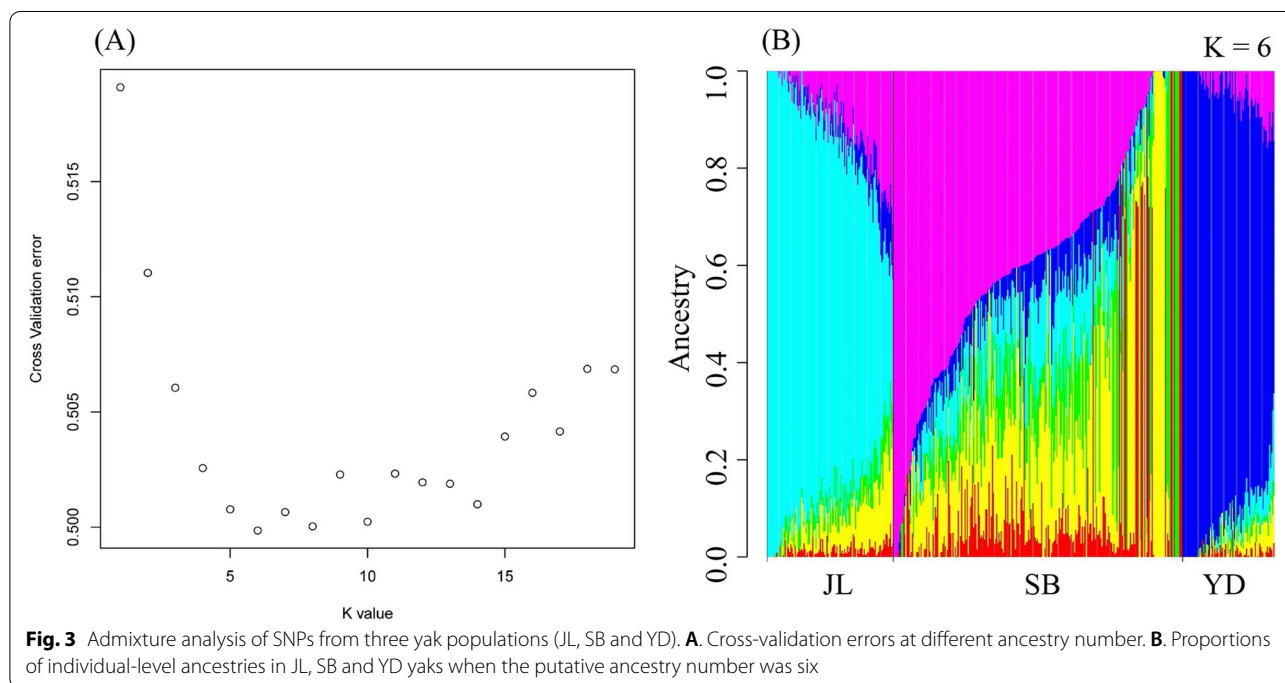 (A)
Cross Validation error
0.515
0.510
0.505
0.500
5
10
15
K value
(B)
K = 6
Ancestry
1.0
0.8
0.6
0.4
0.2
0.0
JL
SB
YD
Fig. 3 Admixture analysis of SNPs from three yak populations (JL, SB and YD). A. Cross-validation errors at different ancestry number. B. Proportions
of individual-level ancestries in JL, SB and YD yaks when the putative ancestry number was six